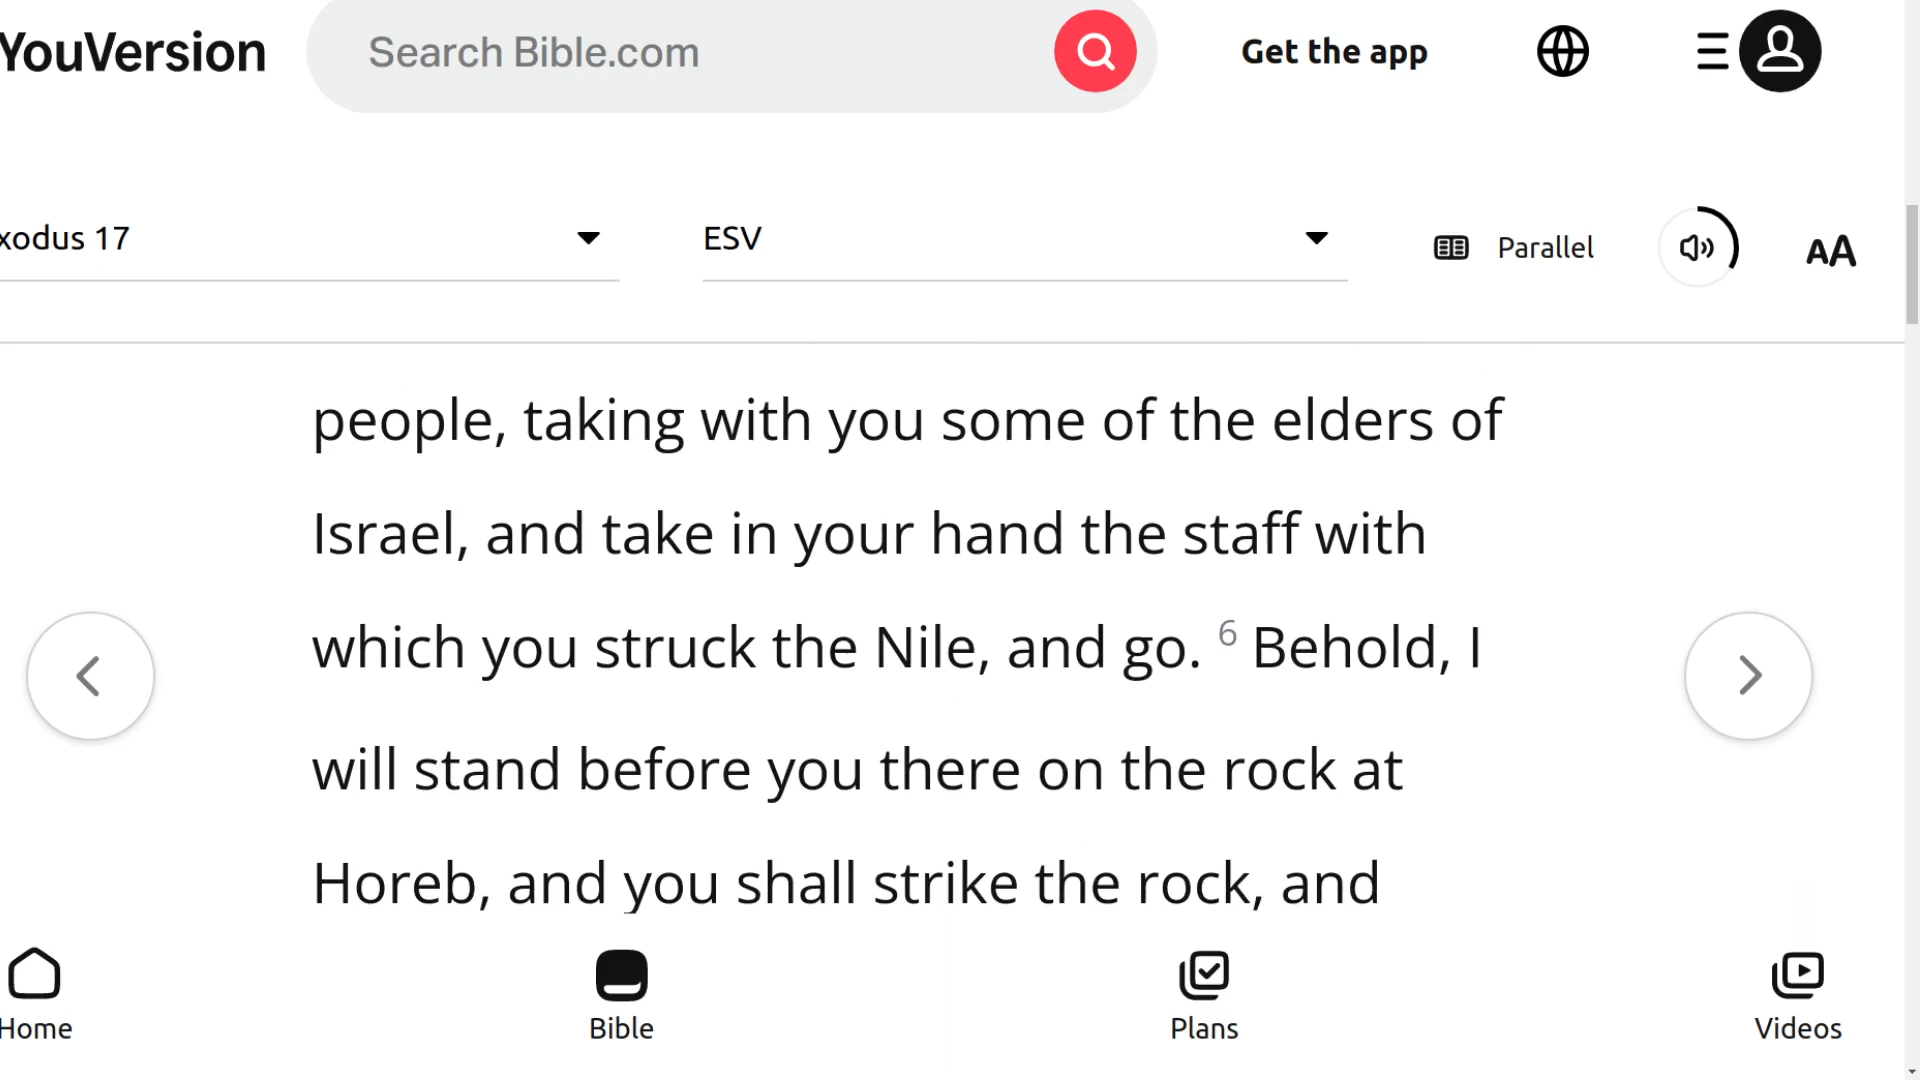 YouVersion Search Bible.com Get the app
xodus 17 ESV Parallel AA
people, taking with you some of the elders of
Israel, and take in your hand the staff with
which you struck the Nile, and go. 6 Behold, I
will stand before you there on the rock at
Horeb, and you shall strike the rock, and
Home Bible Plans Videos